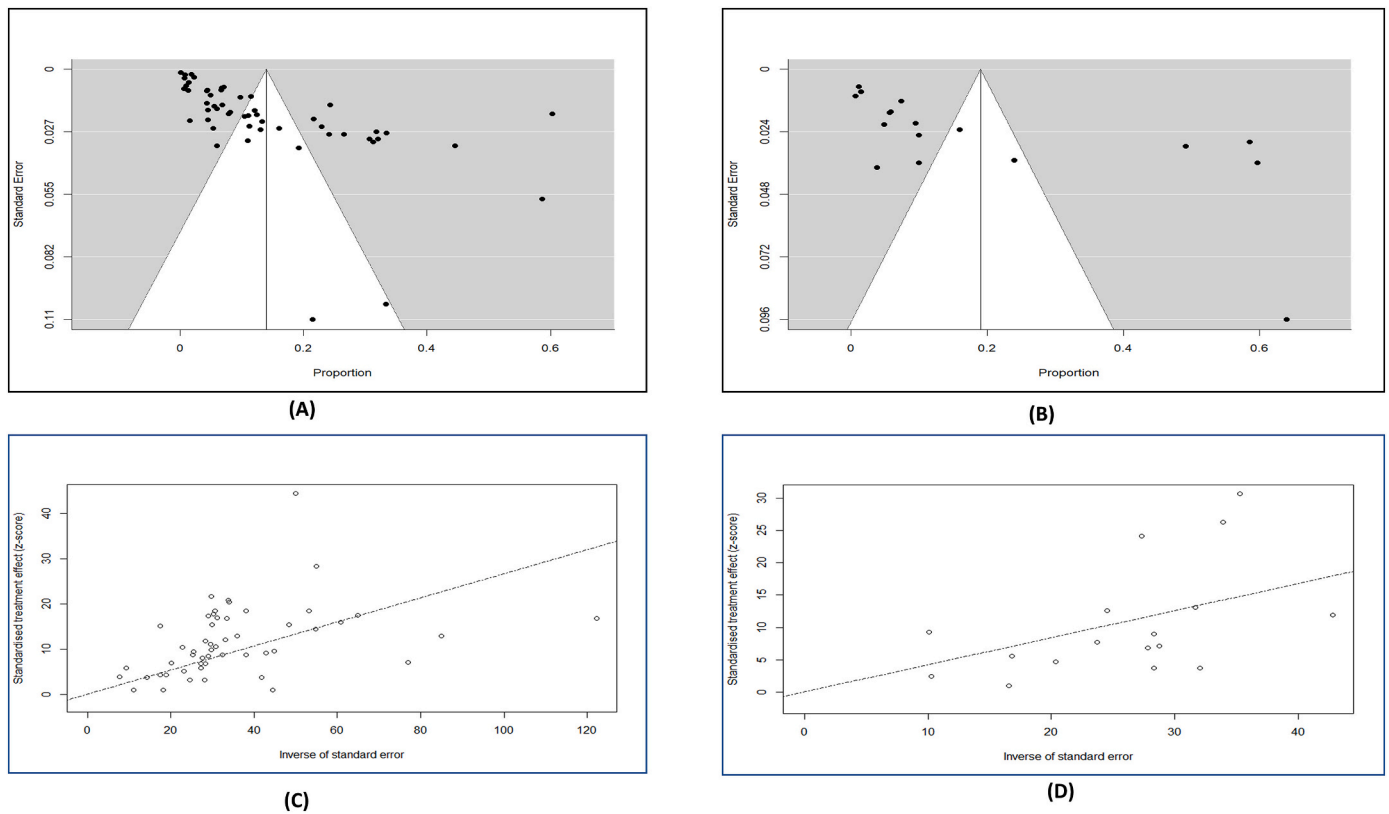 Standard Error
0
0.027
0.055
0.082
0.11
0 0.2 0.4 0.6
Proportion
(A)
Standard Error
0
0.024
0.048
0.072
0.096
0 0.2 0.4 0.6
Proportion
(B)
Standardised treatment effect (z-score)
40
30
20
10
0
0 20 40 60 80 100 120
Inverse of standard error
(C)
Standardised treatment effect (z-score)
30
25
20
15
10
5
0
0 10 20 30 40
Inverse of standard error
(D)